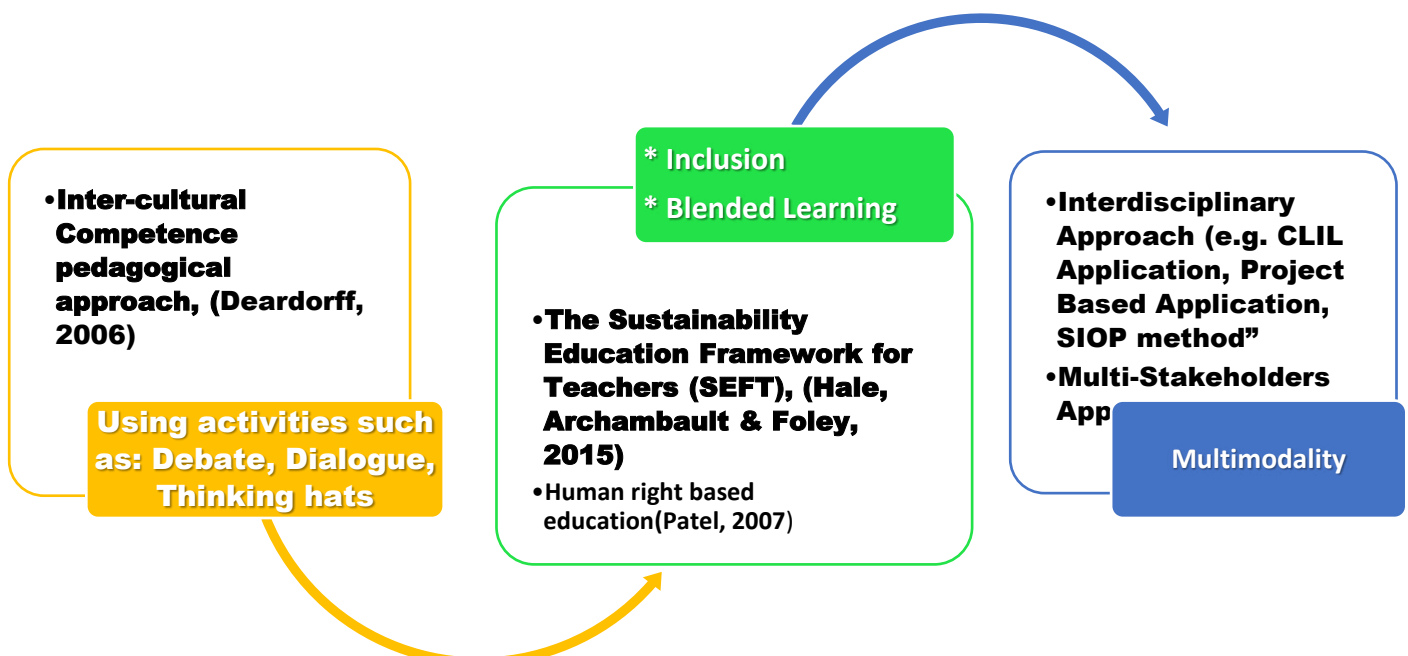 •Inter-cultural
Competence
pedagogical
approach, (Deardorff,
2006)
Using activities such
as: Debate, Dialogue,
Thinking hats
* Inclusion
* Blended Learning
•The Sustainability
Education Framework for
Teachers (SEFT), (Hale,
Archambault & Foley,
2015)
•Human right based
education(Patel, 2007)
•Interdisciplinary
Approach (e.g. CLIL
Application, Project
Based Application,
SIOP method”
•Multi-Stakeholders
Multimodality